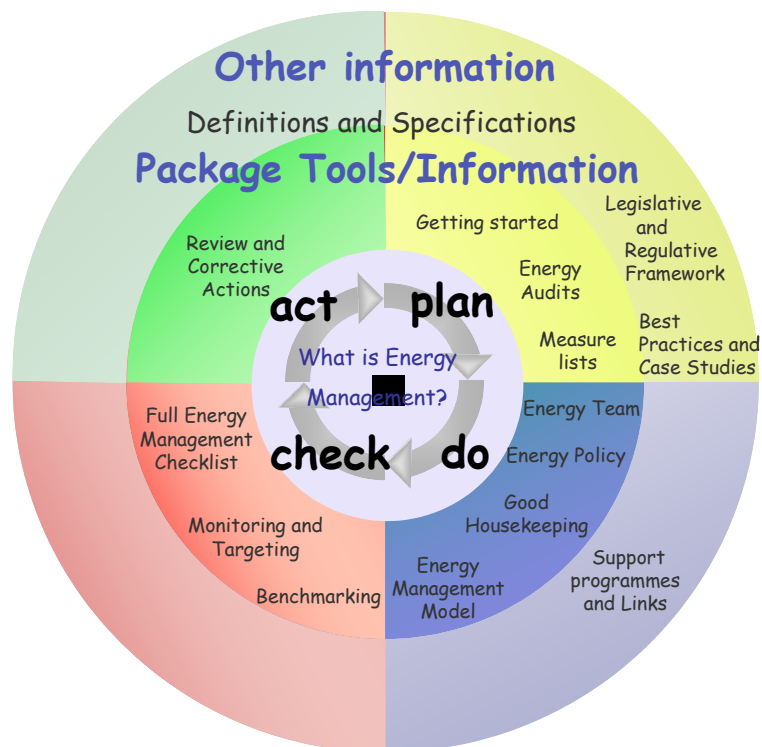 Other information
Definitions and Specifications
Package Tools/Information
Legislative
and
Regulative
Framework
Getting started
Review and
Corrective
Actions
Energy
Audits
act
plan
Best
Practices and
Case Studies
Measure
lists
What is Energy
Management?
Full Energy
Management
Checklist
Energy Team
check
do
Energy Policy
Good
Housekeeping
Monitoring and
Targeting
Energy
Management
Model
Support
programmes
and Links
Benchmarking